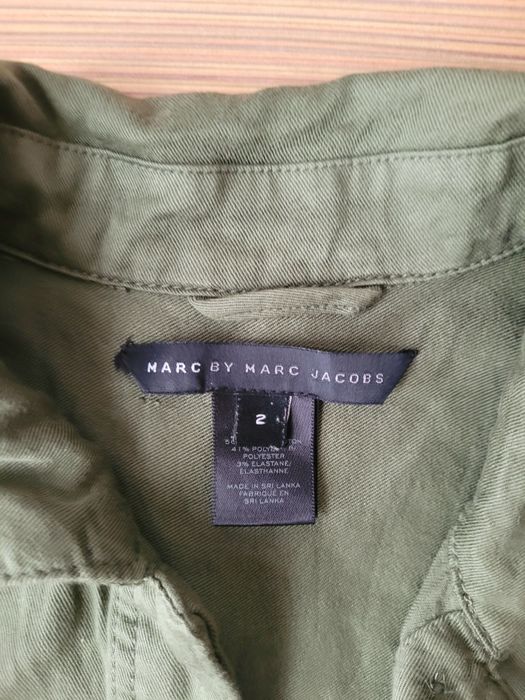 MARC BY MARC JACOBS
2
41% POLYESTER/
POLYESTER
3% ELASTANE/
ÉLASTHANNE
MADE IN SRI LANKA
FABRIQUÉ EN
SRI LANKA